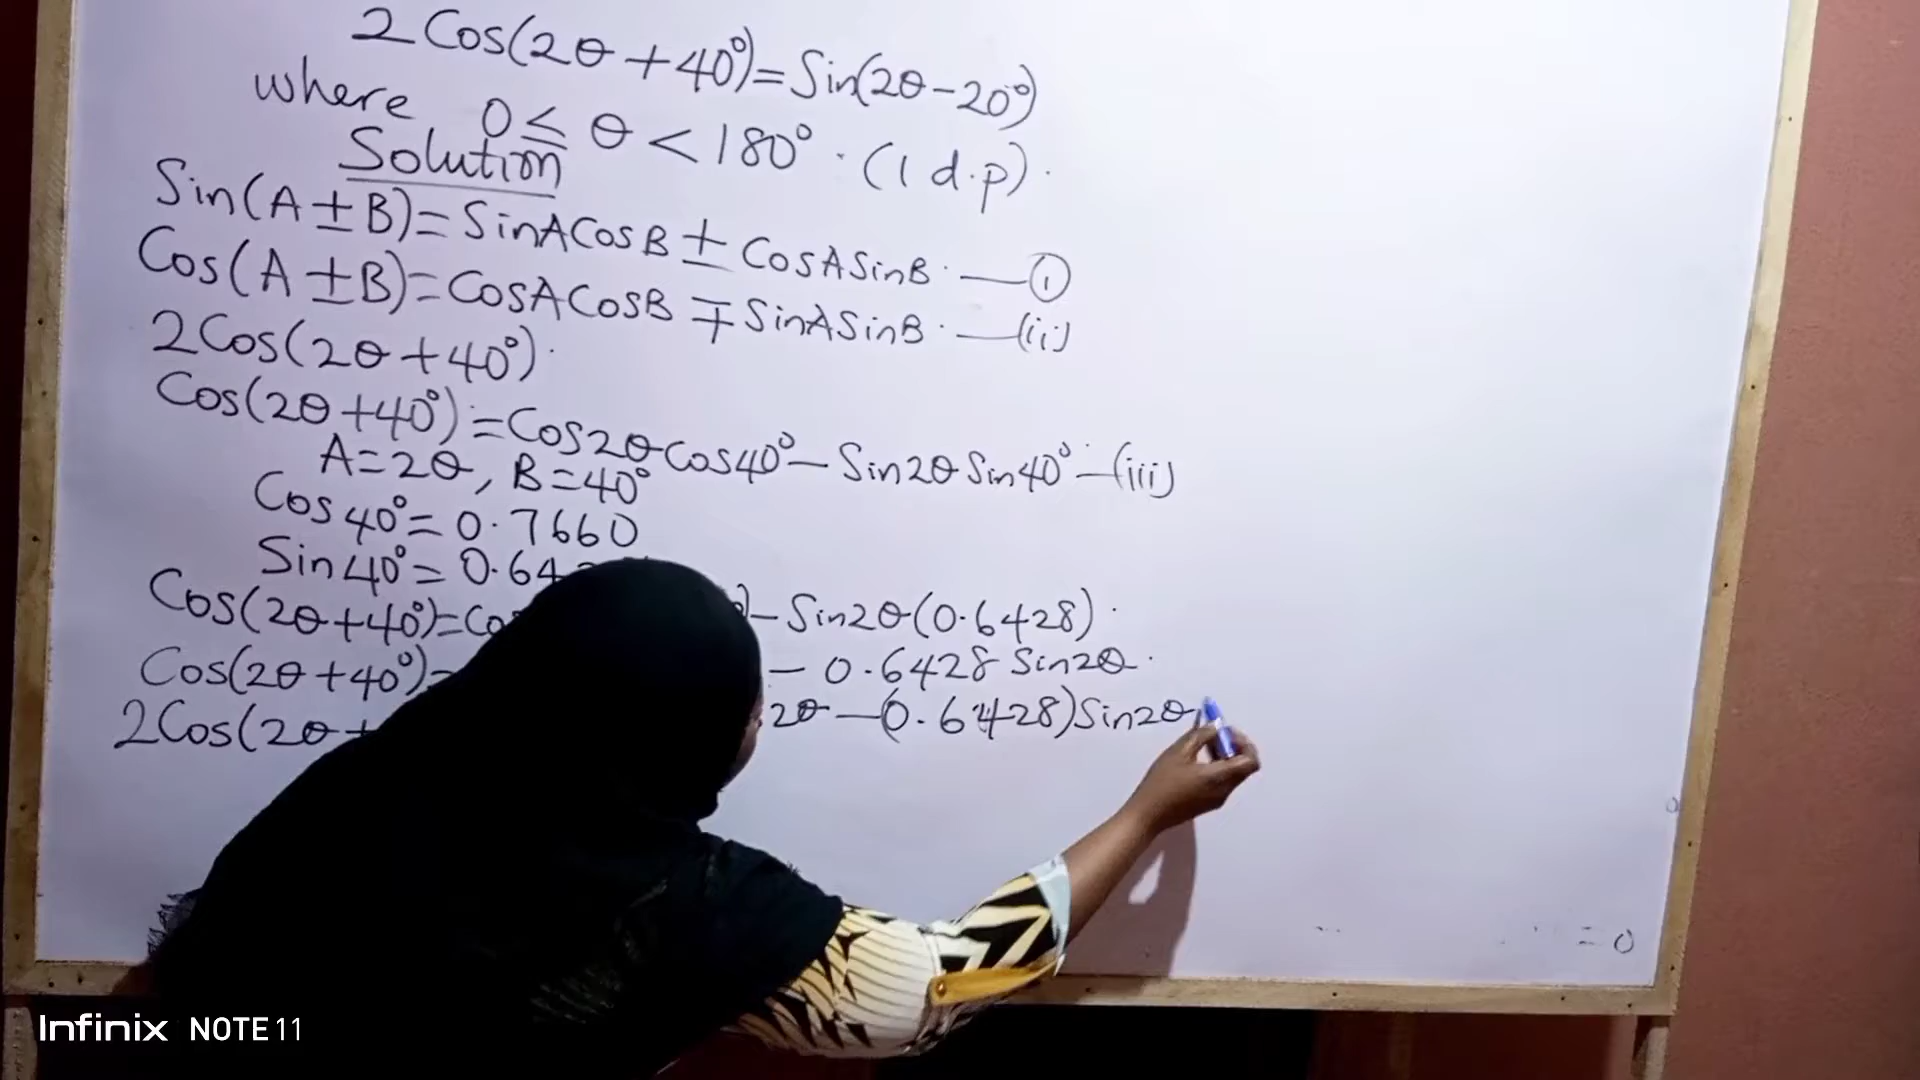 2Cos(2θ+40°)=Sin(2θ-20°)
where 0≤θ<180°. (1 d.p).
Solution
Sin(A±B)=SinACosB±CosASinB. —(i)
Cos(A±B)=CosACosB∓SinASinB. —(ii)
2Cos(2θ+40°).
Cos(2θ+40°)=Cos2θCos40°-Sin2θSin40°—(iii)
A=2θ, B=40°
Cos40°=0.7660
Sin40°=0.64
Cos(2θ+40°)=Co -Sin2θ(0.6428).
Cos(2θ+40°)= - 0.6428Sin2θ.
2Cos(2θ+ 2θ-(0.6428)Sin2θ
= 0
Infinix NOTE 11